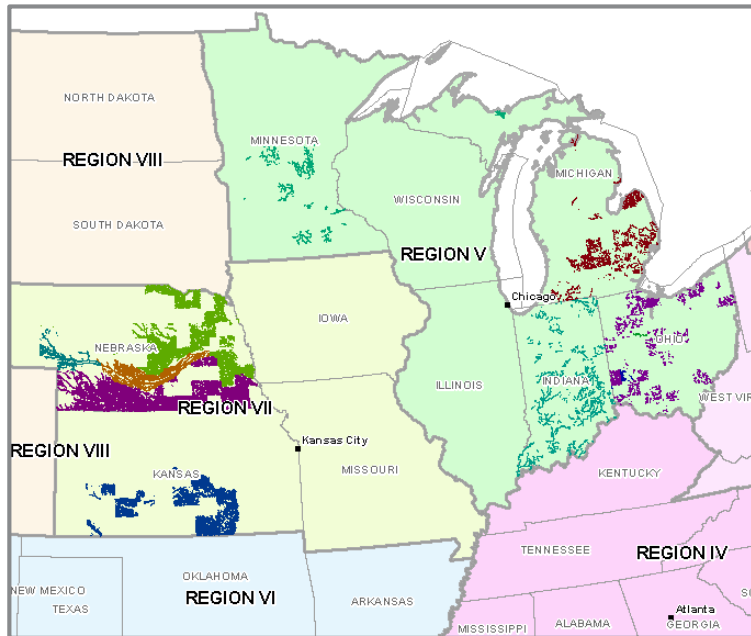 NORTH DAKOTA
MINNESOTA
REGION VIII
MICHIGAN
WISCONSIN
SOUTH DAKOTA
REGION V
Chicago
IOWA
NEBRASKA
OHIO
ILLINOIS
INDIANA
WEST VIR
REGION VII
Kansas City
REGION VIII
MISSOURI
KANSAS
KENTUCKY
TENNESSEE
REGION IV
OKLAHOMA
NEW MEXICO
REGION VI
ARKANSAS
TEXAS
Atlanta
MISSISSIPPI
ALABAMA
GEORGIA